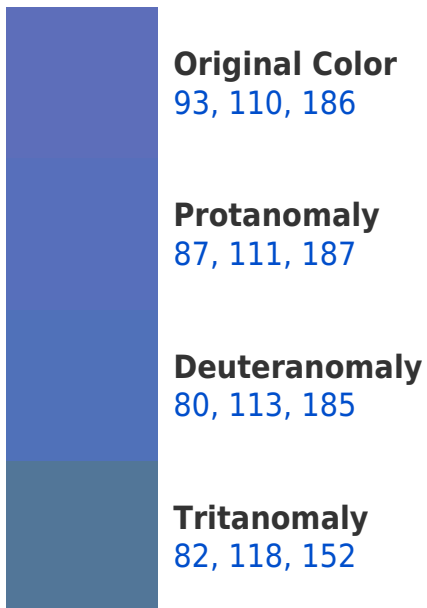 Original Color
93, 110, 186
Protanomaly
87, 111, 187
Deuteranomaly
80, 113, 185
Tritanomaly
82, 118, 152